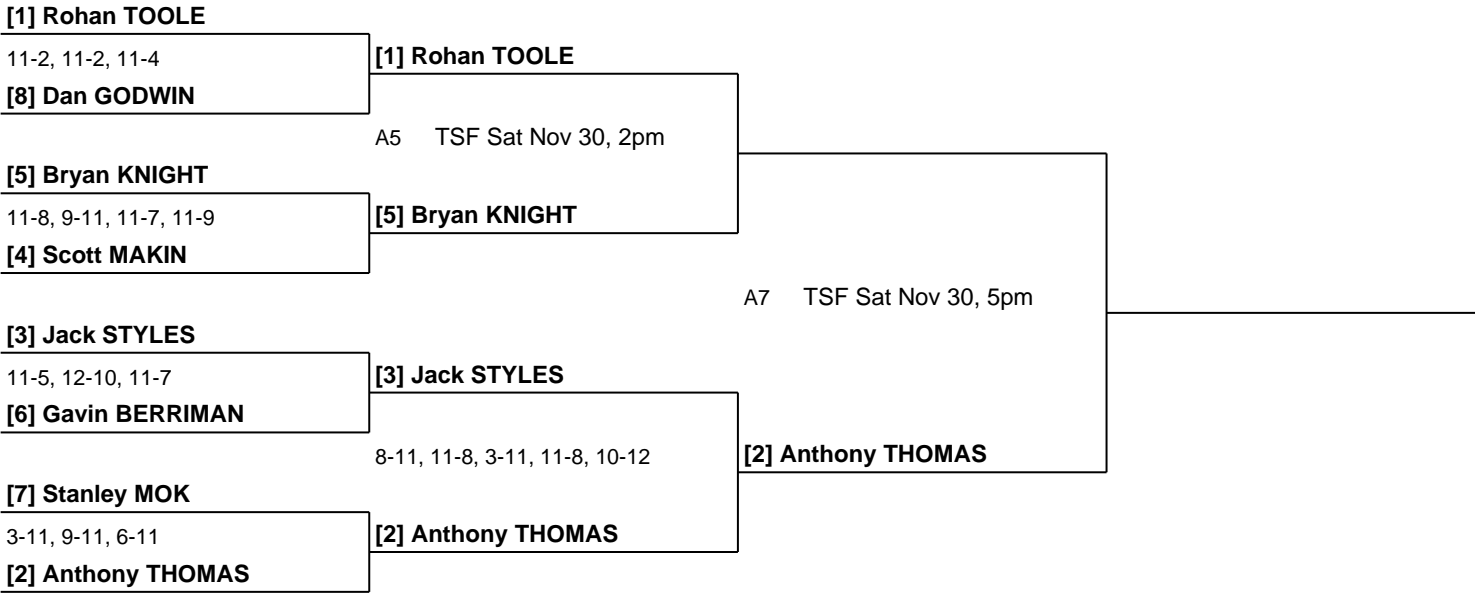 [1] Rohan TOOLE
11-2, 11-2, 11-4
[1] Rohan TOOLE
[8] Dan GODWIN
A5 TSF Sat Nov 30, 2pm
[5] Bryan KNIGHT
11-8, 9-11, 11-7, 11-9
[5] Bryan KNIGHT
[4] Scott MAKIN
A7 TSF Sat Nov 30, 5pm
[3] Jack STYLES
11-5, 12-10, 11-7
[3] Jack STYLES
[6] Gavin BERRIMAN
8-11, 11-8, 3-11, 11-8, 10-12
[2] Anthony THOMAS
[7] Stanley MOK
3-11, 9-11, 6-11
[2] Anthony THOMAS
[2] Anthony THOMAS